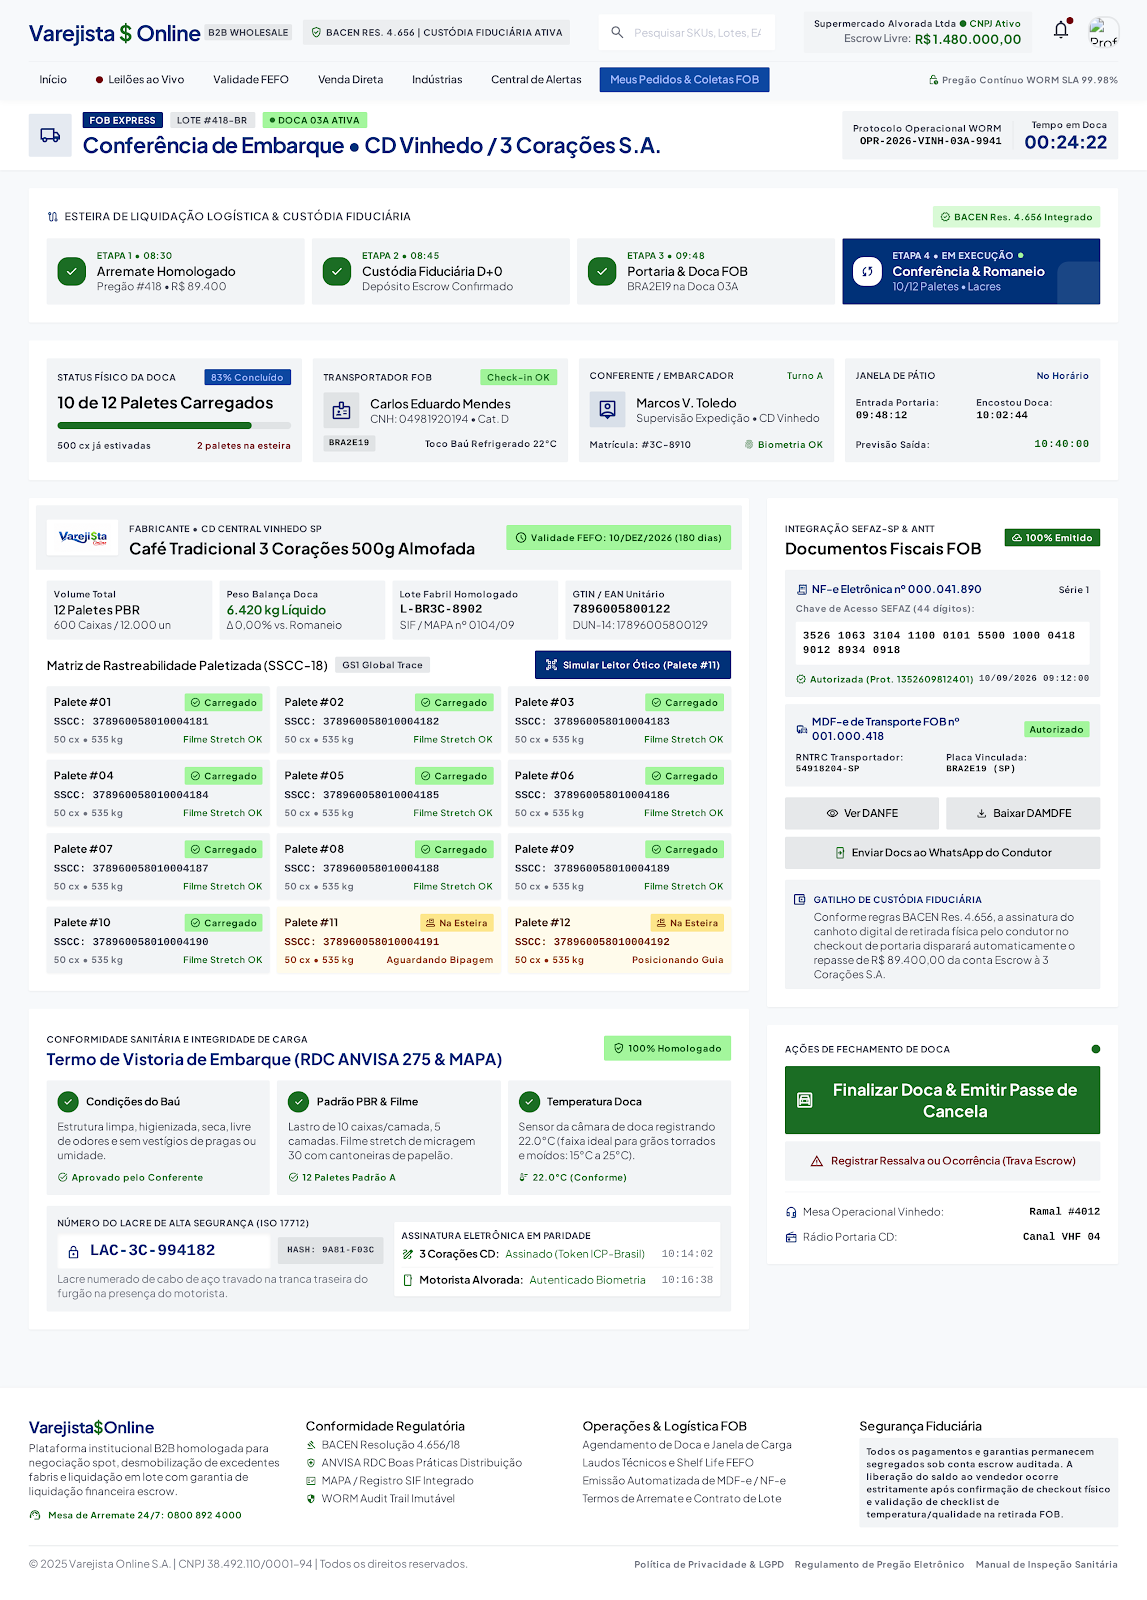 Varejista $ Online
B2B WHOLESALE
BACEN RES. 4.656 | CUSTÓDIA FIDUCIÁRIA ATIVA
Pesquisar SKUs, Lotes, EA
Supermercado Alvorada Ltda ● CNPJ Ativo
Escrow Livre: R$ 1.480.000,00
Início
Leilões ao Vivo
Validade FEFO
Venda Direta
Indústrias
Central de Alertas
Meus Pedidos & Coletas FOB
Pregão Contínuo WORM SLA 99.98%
FOB EXPRESS
LOTE #418-BR
● DOCA 03A ATIVA
Conferência de Embarque ● CD Vinhedo / 3 Corações S.A.
Protocolo Operacional WORM
OPR-2026-VINH-03A-9941
Tempo em Doca
00:24:22
ESTEIRA DE LIQUIDAÇÃO LOGÍSTICA & CUSTÓDIA FIDUCIÁRIA
BACEN Res. 4.656 Integrado
ETAPA 1 ● 08:30
Arremate Homologado
Pregão #418 ● R$ 89.400
ETAPA 2 ● 08:45
Custódia Fiduciária D+0
Depósito Escrow Confirmado
ETAPA 3 ● 09:48
Portaria & Doca FOB
BRA2E19 na Doca 03A
ETAPA 4 ● EM EXECUÇÃO ●
Conferência & Romaneio
10/12 Paletes ● Lacres
STATUS FÍSICO DA DOCA
83% Concluído
10 de 12 Paletes Carregados
500 cx já estivadas
2 paletes na esteira
TRANSPORTADOR FOB
Check-in OK
Carlos Eduardo Mendes
CNH: 04981920194 ● Cat. D
BRA2E19
Toco Baú Refrigerado 22°C
CONFERENTE / EMBARCADOR
Turno A
Marcos V. Toledo
Supervisão Expedição ● CD Vinhedo
Matrícula: #3C-8910
Biometria OK
JANELA DE PÁTIO
No Horário
Entrada Portaria:
09:48:12
Encostou Doca:
10:02:44
Previsão Saída:
10:40:00
Vareji$ta
Online
FABRICANTE ● CD CENTRAL VINHEDO SP
Café Tradicional 3 Corações 500g Almofada
Validade FEFO: 10/DEZ/2026 (180 dias)
Volume Total
12 Paletes PBR
600 Caixas / 12.000 un
Peso Balança Doca
6.420 kg Líquido
Δ 0,00% vs. Romaneio
Lote Fabril Homologado
L-BR3C-8902
SIF / MAPA nº 0104/09
GTIN / EAN Unitário
7896005800122
DUN-14: 17896005800129
Matriz de Rastreabilidade Paletizada (SSCC-18)
GS1 Global Trace
Simular Leitor Ótico (Palete #11)
Palete #01
Carregado
SSCC: 378960058010004181
50 cx ● 535 kg
Filme Stretch OK
Palete #02
Carregado
SSCC: 378960058010004182
50 cx ● 535 kg
Filme Stretch OK
Palete #03
Carregado
SSCC: 378960058010004183
50 cx ● 535 kg
Filme Stretch OK
Palete #04
Carregado
SSCC: 378960058010004184
50 cx ● 535 kg
Filme Stretch OK
Palete #05
Carregado
SSCC: 378960058010004185
50 cx ● 535 kg
Filme Stretch OK
Palete #06
Carregado
SSCC: 378960058010004186
50 cx ● 535 kg
Filme Stretch OK
Palete #07
Carregado
SSCC: 378960058010004187
50 cx ● 535 kg
Filme Stretch OK
Palete #08
Carregado
SSCC: 378960058010004188
50 cx ● 535 kg
Filme Stretch OK
Palete #09
Carregado
SSCC: 378960058010004189
50 cx ● 535 kg
Filme Stretch OK
Palete #10
Carregado
SSCC: 378960058010004190
50 cx ● 535 kg
Filme Stretch OK
Palete #11
Na Esteira
SSCC: 378960058010004191
50 cx ● 535 kg
Aguardando Bipagem
Palete #12
Na Esteira
SSCC: 378960058010004192
50 cx ● 535 kg
Posicionando Guia
INTEGRAÇÃO SEFAZ-SP & ANTT
Documentos Fiscais FOB
100% Emitido
NF-e Eletrônica nº 000.041.890
Série 1
Chave de Acesso SEFAZ (44 dígitos):
3526 1063 3104 1100 0101 5500 1000 0418
9012 8934 0918
Autorizada (Prot. 1352609812401)
10/09/2026 09:12:00
MDF-e de Transporte FOB nº
001.000.418
Autorizado
RNTRC Transportador:
54918204-SP
Placa Vinculada:
BRA2E19 (SP)
Ver DANFE
Baixar DAMDFE
Enviar Docs ao WhatsApp do Condutor
GATILHO DE CUSTÓDIA FIDUCIÁRIA
Conforme regras BACEN Res. 4.656, a assinatura do
canhoto digital de retirada física pelo condutor no
checkout de portaria disparará automaticamente o
repasse de R$ 89.400,00 da conta Escrow à 3
Corações S.A.
CONFORMIDADE SANITÁRIA E INTEGRIDADE DE CARGA
Termo de Vistoria de Embarque (RDC ANVISA 275 & MAPA)
100% Homologado
Condições do Baú
Estrutura limpa, higienizada, seca, livre
de odores e sem vestígios de pragas ou
umidade.
Aprovado pelo Conferente
Padrão PBR & Filme
Lastro de 10 caixas/camada, 5
camadas. Filme stretch de micragem
30 com cantoneiras de papelão.
12 Paletes Padrão A
Temperatura Doca
Sensor da câmara de doca registrando
22.0°C (faixa ideal para grãos torrados
e moídos: 15°C a 25°C).
22.0°C (Conforme)
NÚMERO DO LACRE DE ALTA SEGURANÇA (ISO 17712)
LAC-3C-994182
HASH: 9A81-F03C
Lacre numerado de cabo de aço travado na tranca traseira do
furgão na presença do motorista.
ASSINATURA ELETRÔNICA EM PARIDADE
3 Corações CD: Assinado (Token ICP-Brasil)
10:14:02
Motorista Alvorada: Autenticado Biometria
10:16:38
AÇÕES DE FECHAMENTO DE DOCA
Finalizar Doca & Emitir Passe de
Cancela
Registrar Ressalva ou Ocorrência (Trava Escrow)
Mesa Operacional Vinhedo:
Ramal #4012
Rádio Portaria CD:
Canal VHF 04
Varejista$Online
Plataforma institucional B2B homologada para
negociação spot, desmobilização de excedentes
fabris e liquidação em lote com garantia de
liquidação financeira escrow.
Mesa de Arremate 24/7: 0800 892 4000
Conformidade Regulatória
BACEN Resolução 4.656/18
ANVISA RDC Boas Práticas Distribuição
MAPA / Registro SIF Integrado
WORM Audit Trail Imutável
Operações & Logística FOB
Agendamento de Doca e Janela de Carga
Laudos Técnicos e Shelf Life FEFO
Emissão Automatizada de MDF-e / NF-e
Termos de Arremate e Contrato de Lote
Segurança Fiduciária
Todos os pagamentos e garantias permanecem
segregados sob conta escrow auditada. A
liberação do saldo ao vendedor ocorre
estritamente após confirmação de checkout físico
e validação de checklist de
temperatura/qualidade na retirada FOB.
© 2025 Varejista Online S.A. | CNPJ 38.492.110/0001-94 | Todos os direitos reservados.
Política de Privacidade & LGPD
Regulamento de Pregão Eletrônico
Manual de Inspeção Sanitária